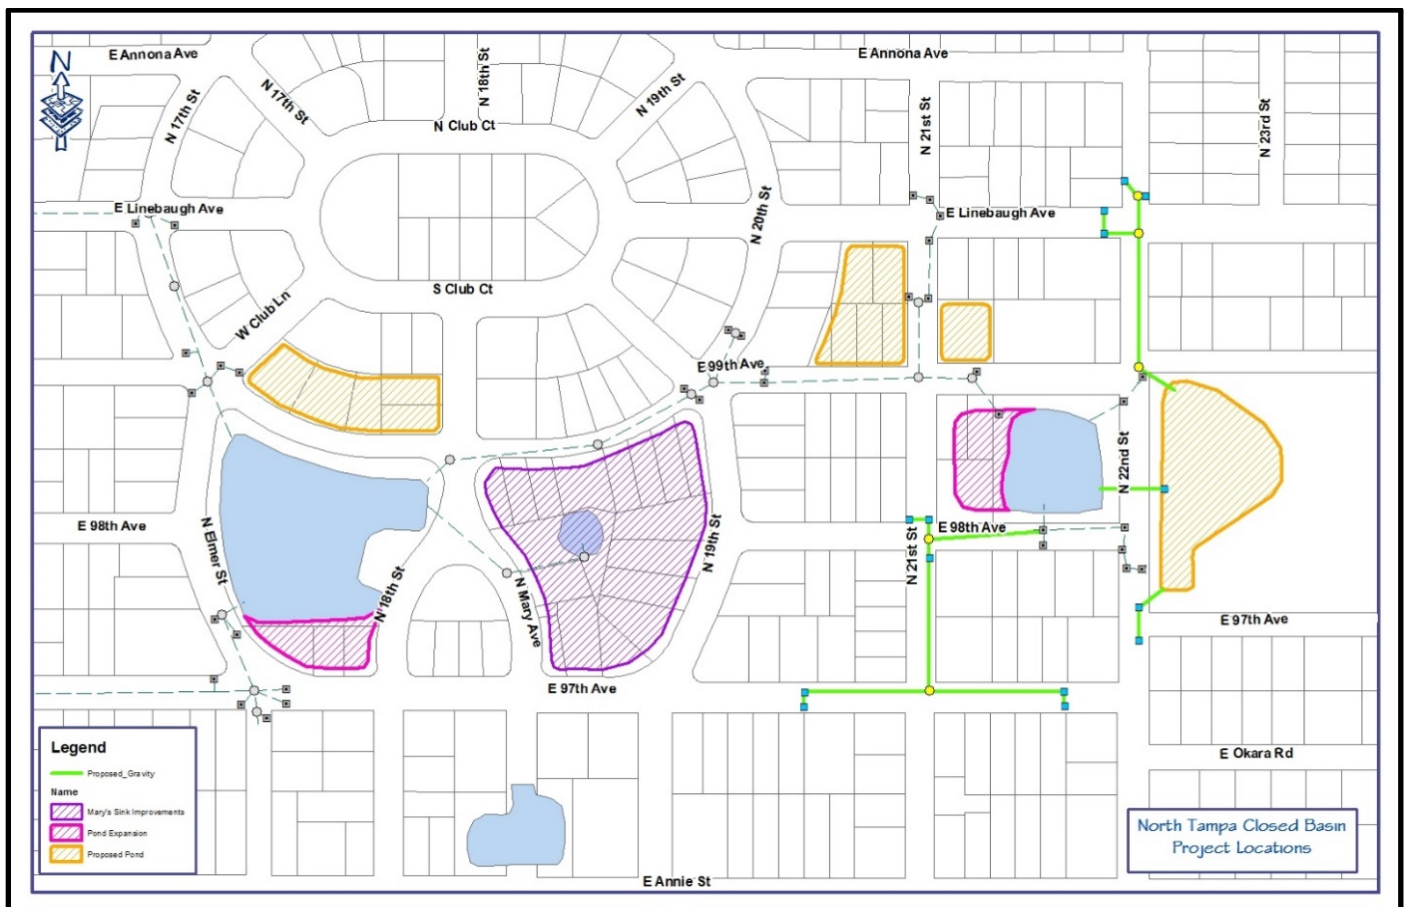 E Annona Ave
E Annona Ave
N
N 17th St
N 17th St
N 18th St
N 19th St
N Club Ct
N 21st St
N 23rd St
E Linebaugh Ave
E Linebaugh Ave
N 20th St
S Club Ct
W Club Ln
E 99th Ave
N 22nd St
E 98th Ave
E 98th Ave
N Elmer St
N 18th St
N Mary Ave
N 19th St
N 21st St
E 97th Ave
E 97th Ave
E Okara Rd
E Annie St
Legend
Proposed_Gravity
Name
Mary's Sink Improvements
Pond Expansion
Proposed Pond
North Tampa Closed Basin
Project Locations